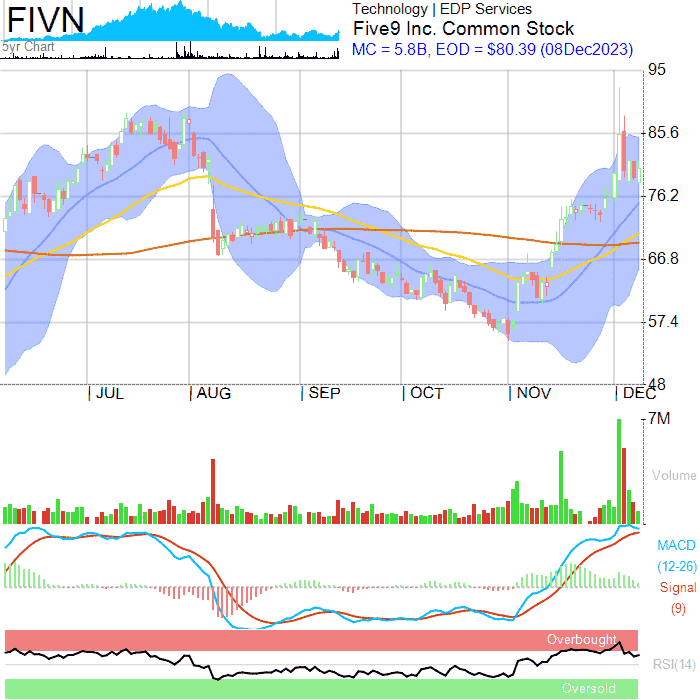 FIVN
5yr Chart
Technology | EDP Services
Five9 Inc. Common Stock
MC = 5.8B, EOD = $80.39 (08Dec2023)
95
85.6
76.2
66.8
57.4
48
| JUL | AUG | SEP | OCT | NOV | DEC
7M
Volume
MACD
(12-26)
Signal
(9)
Overbought
RSI(14)
Oversold